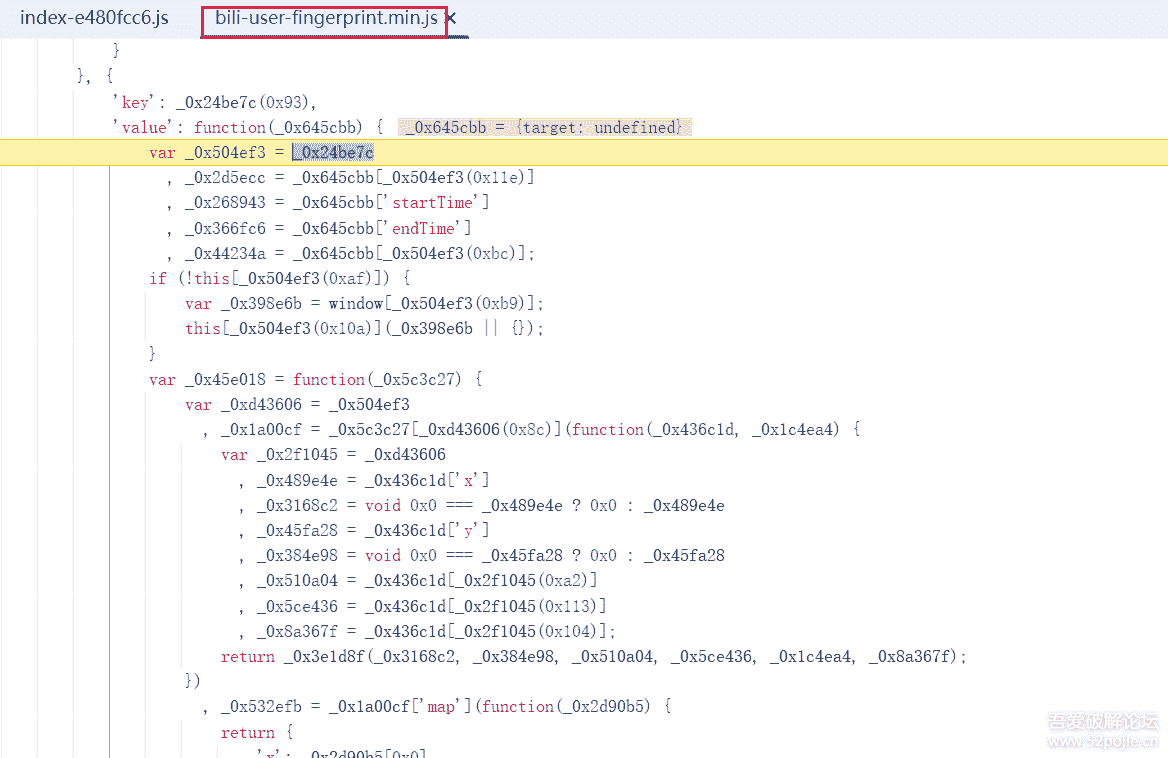 index-e480fcc6.js bili-user-fingerprint.min.js ×
}
}, {
'key': _0x24be7c(0x93),
'value': function(_0x645cbb) { _0x645cbb = {target: undefined}
var _0x504ef3 = _0x24be7c
, _0x2d5ecc = _0x645cbb[_0x504ef3(0x11e)]
, _0x268943 = _0x645cbb['startTime']
, _0x366fc6 = _0x645cbb['endTime']
, _0x44234a = _0x645cbb[_0x504ef3(0xbc)];
if (!this[_0x504ef3(0xaf)]) {
var _0x398e6b = window[_0x504ef3(0xb9)];
this[_0x504ef3(0x10a)](_0x398e6b || {});
}
var _0x45e018 = function(_0x5c3c27) {
var _0xd43606 = _0x504ef3
, _0x1a00cf = _0x5c3c27[_0xd43606(0x8c)](function(_0x436c1d, _0x1c4ea4) {
var _0x2f1045 = _0xd43606
, _0x489e4e = _0x436c1d['x']
, _0x3168c2 = void 0x0 === _0x489e4e ? 0x0 : _0x489e4e
, _0x45fa28 = _0x436c1d['y']
, _0x384e98 = void 0x0 === _0x45fa28 ? 0x0 : _0x45fa28
, _0x510a04 = _0x436c1d[_0x2f1045(0xa2)]
, _0x5ce436 = _0x436c1d[_0x2f1045(0x113)]
, _0x8a367f = _0x436c1d[_0x2f1045(0x104)];
return _0x3e1d8f(_0x3168c2, _0x384e98, _0x510a04, _0x5ce436, _0x1c4ea4, _0x8a367f);
})
, _0x532efb = _0x1a00cf['map'](function(_0x2d90b5) {
return {
'x': _0x2d90b5[0x0]
吾爱破解论坛
www.52pojie.cn